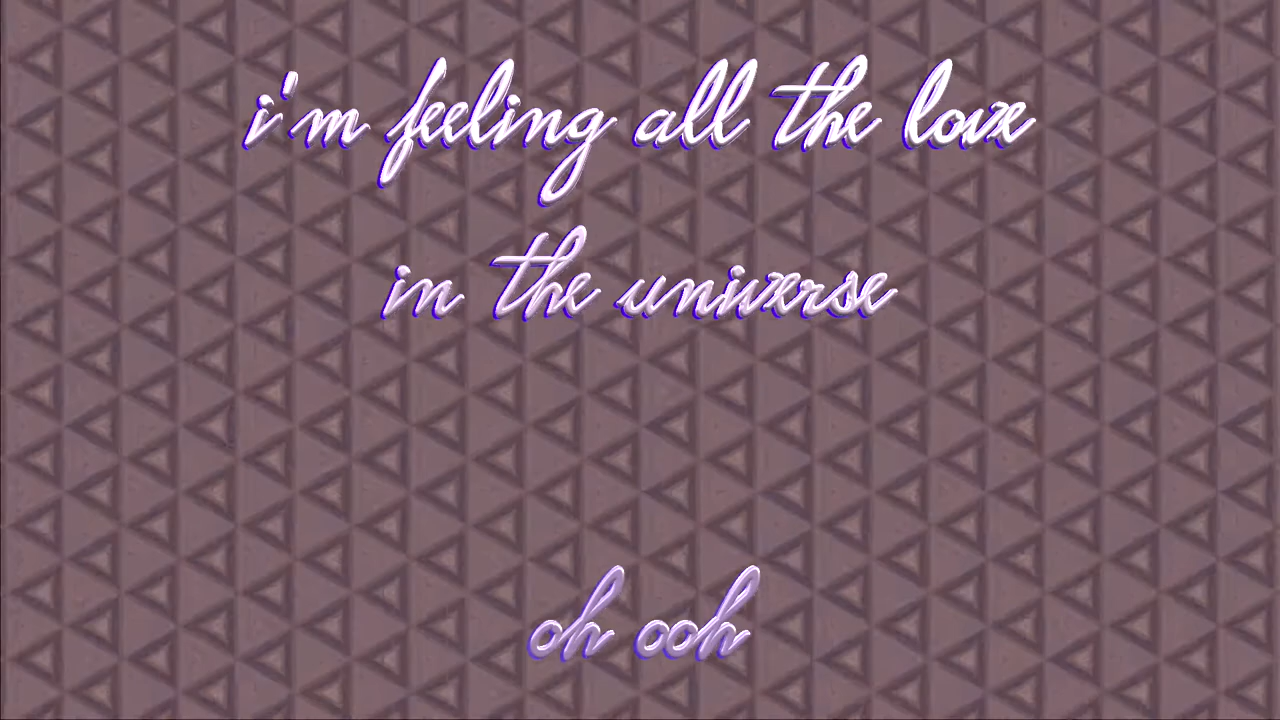 i'm feeling all the love
in the universe
oh ooh